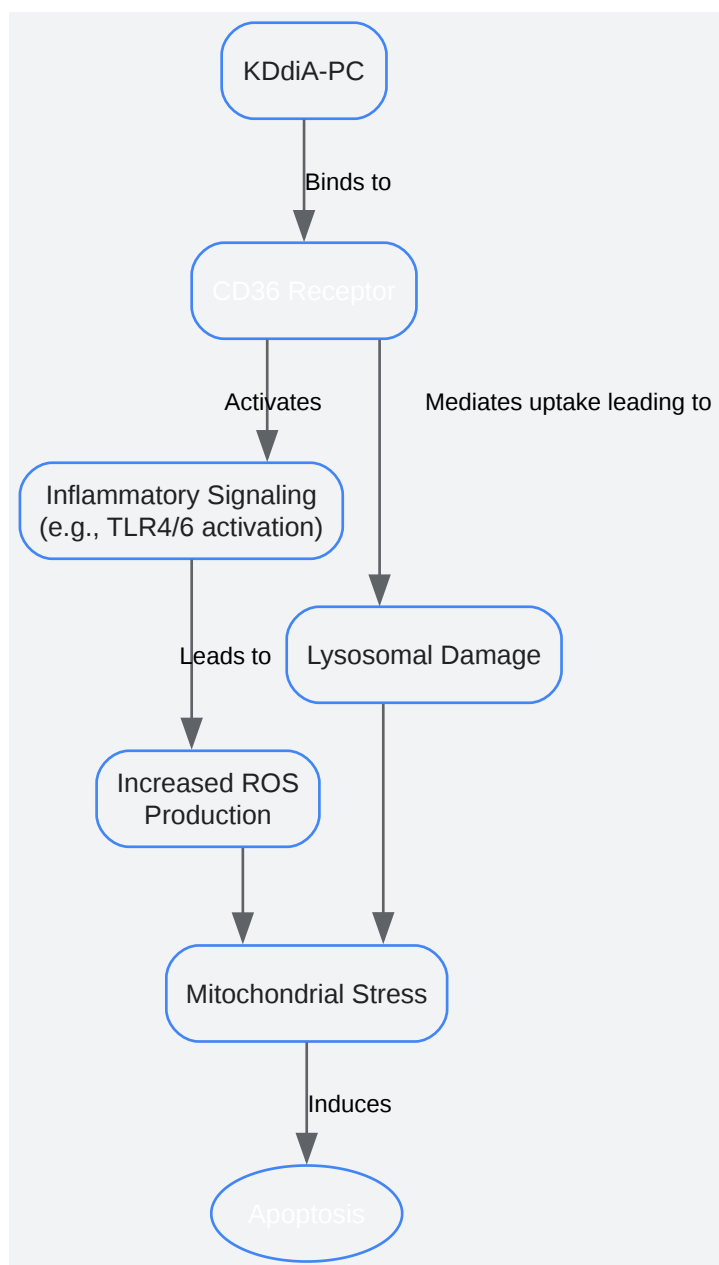 KDdiA-PC
Binds to
CD36 Receptor
Activates
Mediates uptake leading to
Inflammatory Signaling
(e.g., TLR4/6 activation)
Leads to
Lysosomal Damage
Increased ROS
Production
Mitochondrial Stress
Induces
Apoptosis